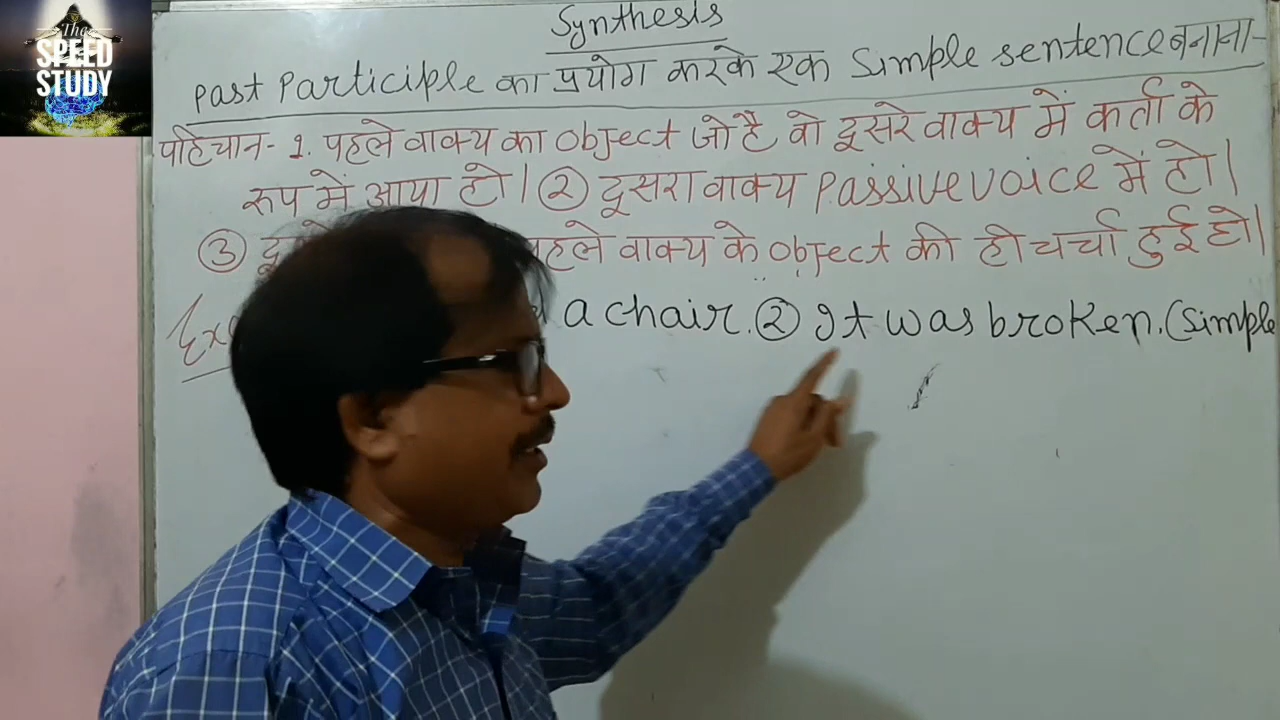 The
SPEED
STUDY
Synthesis
Past Participle का प्रयोग करके एक Simple sentence बनाना-
पहिचान- 1. पहले वाक्य का object जो है वो दूसरे वाक्य में कर्ता के
रूप में आया हो। ② दूसरा वाक्य Passive voice में हो।
③ पहले वाक्य के object की ही चर्चा हुई हो।
a chair. ② It was broken. (Simple